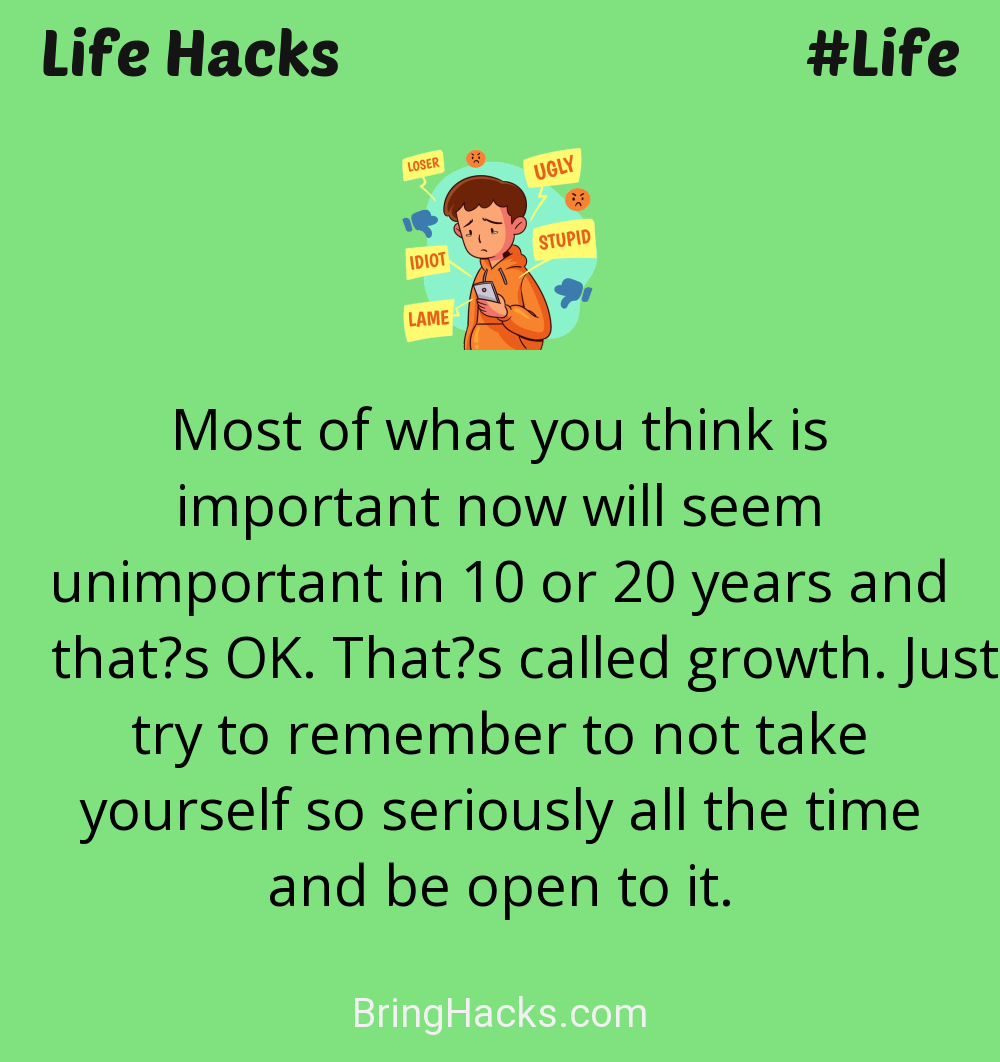 Life Hacks
#Life
LOSER
UGLY
STUPID
IDIOT
LAME
Most of what you think is
important now will seem
unimportant in 10 or 20 years and
that?s OK. That?s called growth. Just
try to remember to not take
yourself so seriously all the time
and be open to it.
BringHacks.com